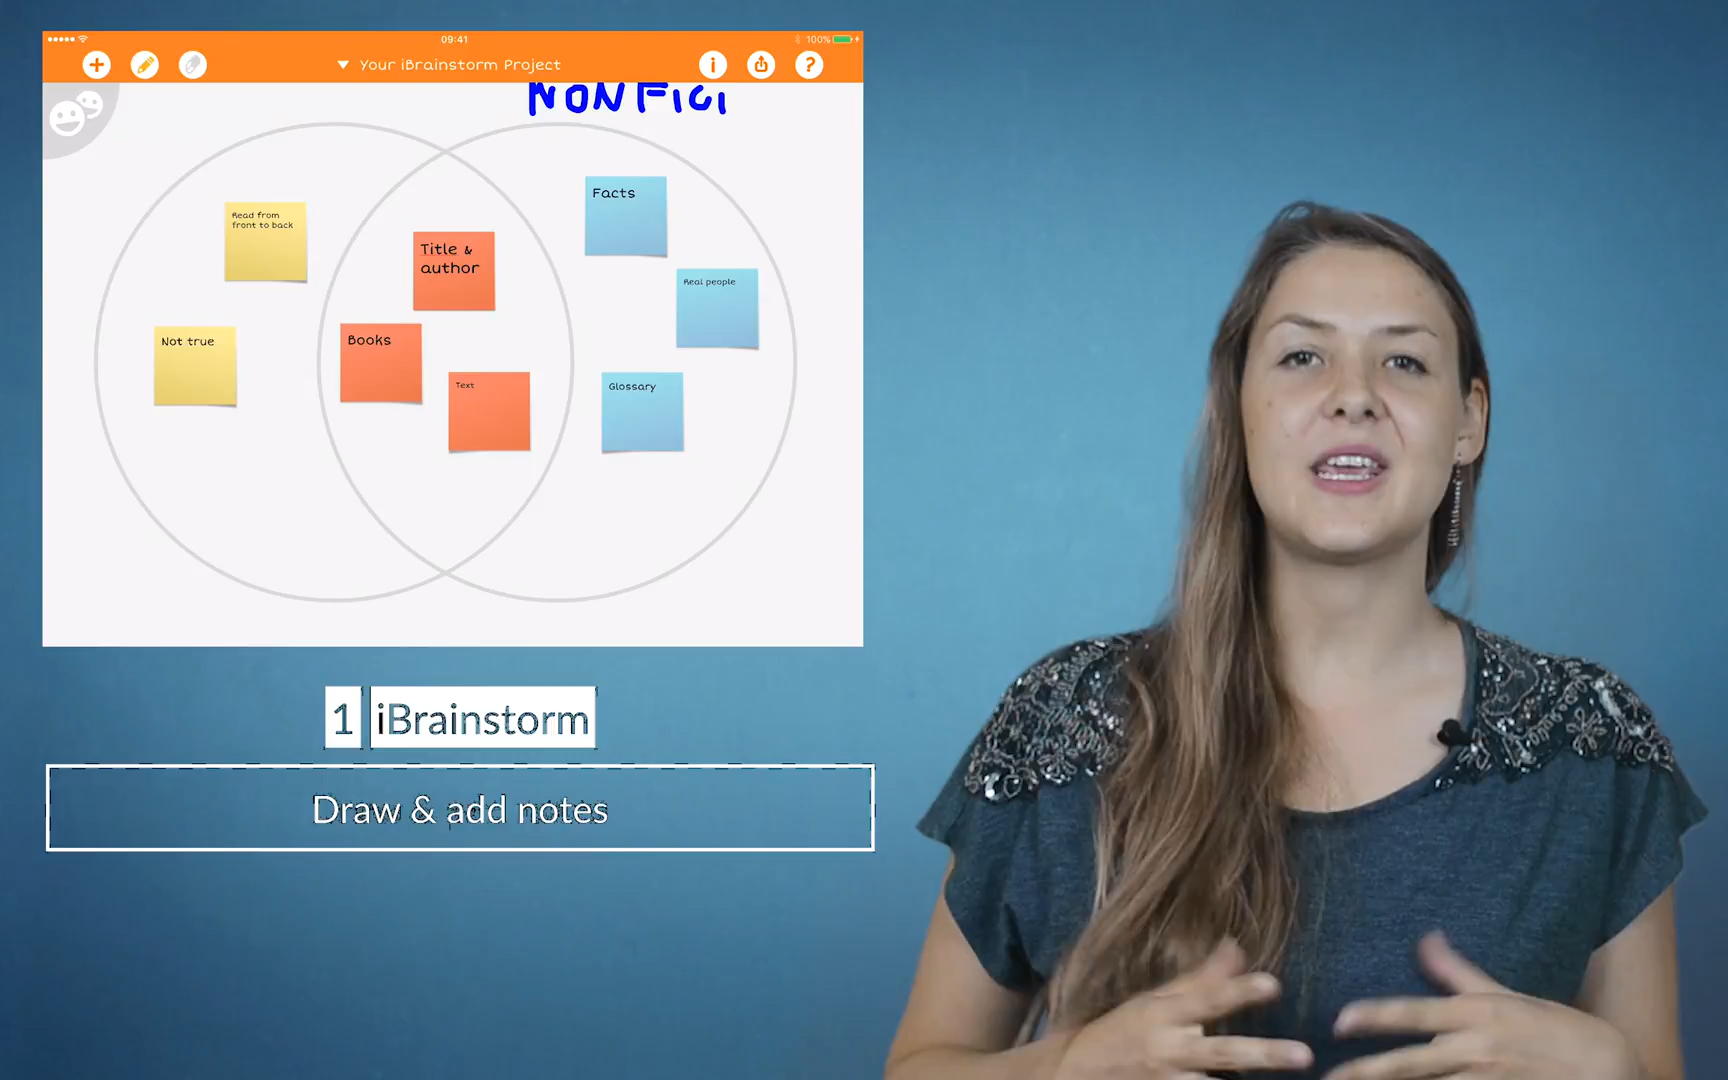 09:41
100%
Your iBrainstorm Project
i
?
NONFICI
Read from
front to back
Title &
author
Facts
Real people
Not true
Books
Text
Glossary
1 iBrainstorm
Draw & add notes